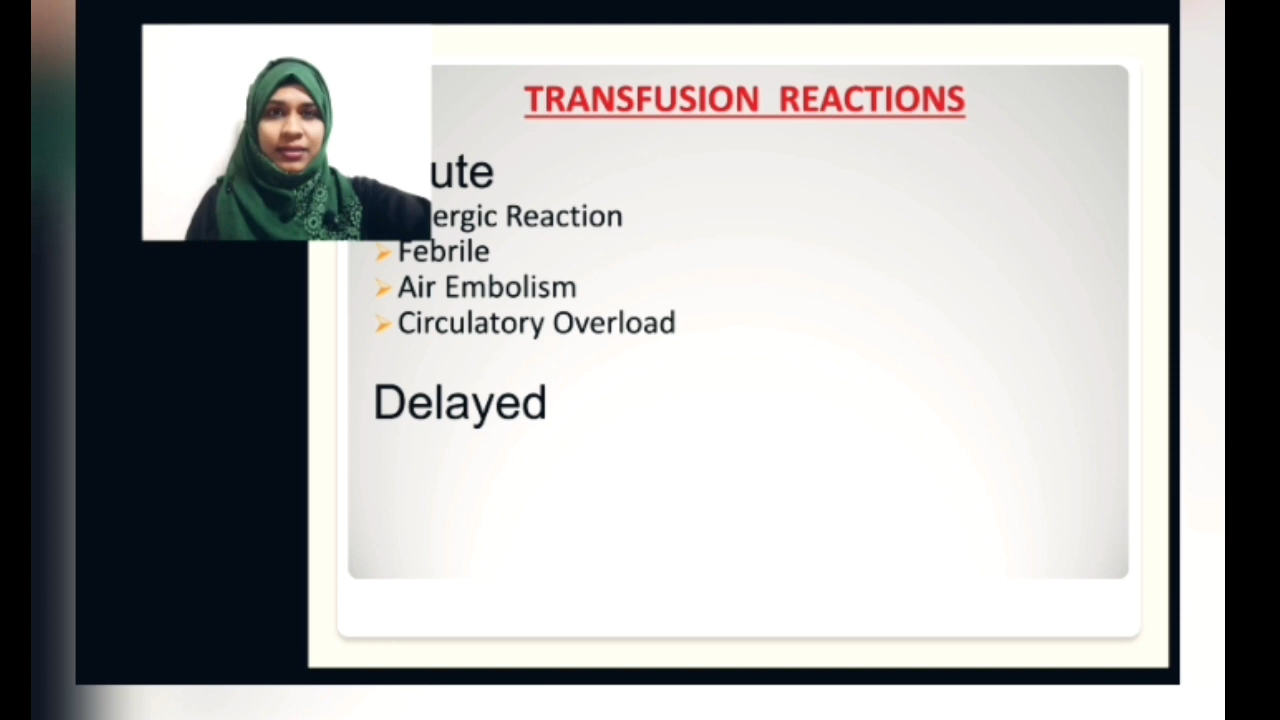 TRANSFUSION REACTIONS
ute
ergic Reaction
Febrile
Air Embolism
Circulatory Overload
Delayed